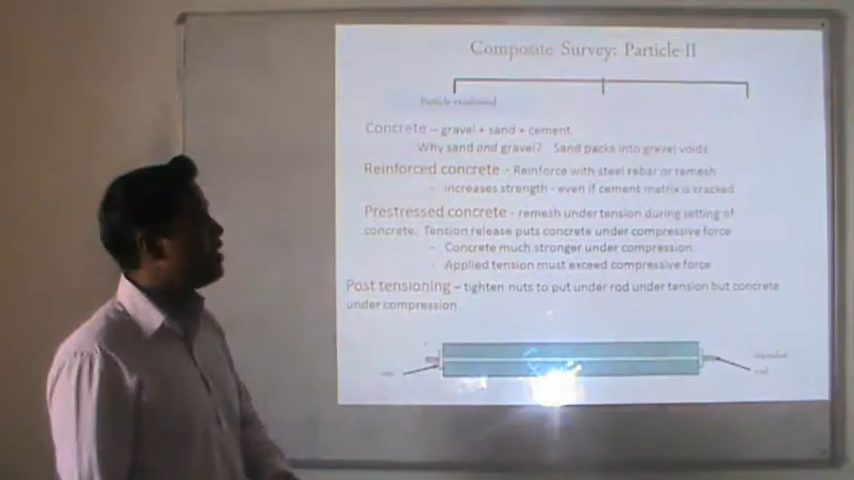 Composite Survey: Particle-II
Particle-reinforced
Concrete – gravel + sand + cement
Why sand and gravel? Sand packs into gravel voids
Reinforced concrete - Reinforce with steel rebar or remesh
- increases strength - even if cement matrix is cracked
Prestressed concrete - remesh under tension during setting of
concrete. Tension release puts concrete under compressive force
- Concrete much stronger under compression.
- Applied tension must exceed compressive force
Post tensioning – tighten nuts to put under rod under tension but concrete
under compression
threaded
rod